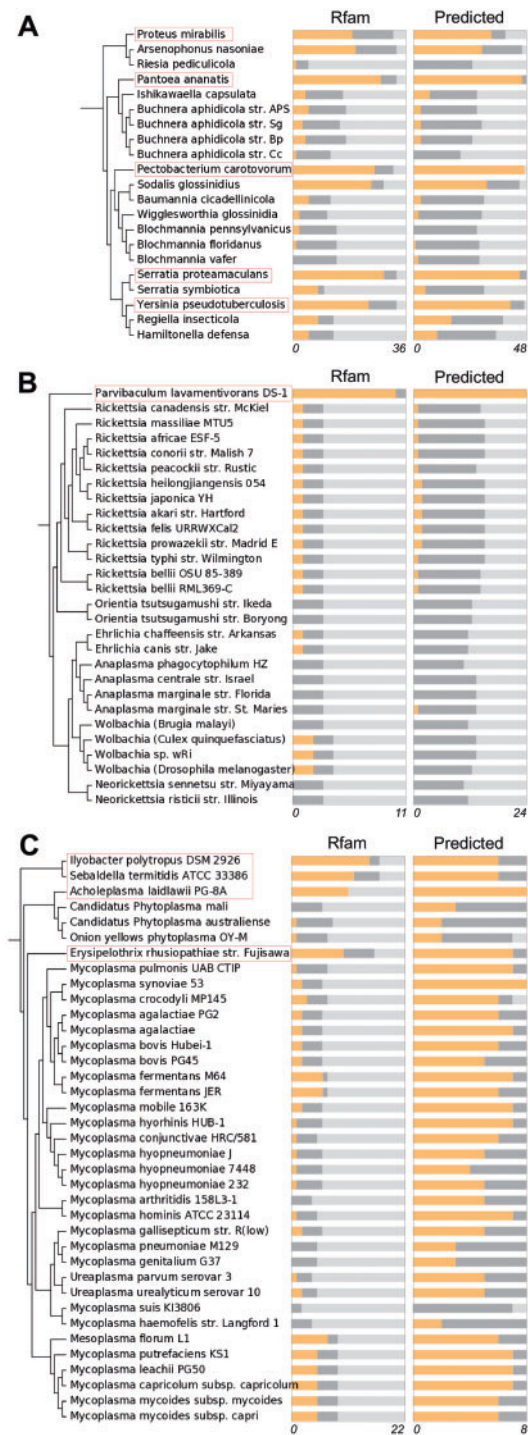 A
Rfam
Predicted
Proteus mirabilis
Arsenophonus nasoniae
Riesia pediculicola
Pantoea ananatis
Ishikawaella capsulata
Buchnera aphidicola str. APS
Buchnera aphidicola str. Sg
Buchnera aphidicola str. Bp
Buchnera aphidicola str. Cc
Pectobacterium carotovorum
Sodalis glossinidius
Baumannia cicadellinicola
Wigglesworthia glossinidia
Blochmannia pennsylvanicus
Blochmannia floridanus
Blochmannia vafer
Serratia proteamaculans
Serratia symbiotica
Yersinia pseudotuberculosis
Regiella insecticola
Hamiltonella defensa
0 36 0 48
B
Rfam
Predicted
Parvibaculum lavamentivorans DS-1
Rickettsia canadensis str. McKiel
Rickettsia massiliae MTU5
Rickettsia africae ESF-5
Rickettsia conorii str. Malish 7
Rickettsia peacockii str. Rustic
Rickettsia heilongjiangensis 054
Rickettsia japonica YH
Rickettsia akari str. Hartford
Rickettsia felis URRWXCal2
Rickettsia prowazekii str. Madrid E
Rickettsia typhi str. Wilmington
Rickettsia bellii OSU 85-389
Rickettsia bellii RML369-C
Orientia tsutsugamushi str. Ikeda
Orientia tsutsugamushi str. Boryong
Ehrlichia chaffeensis str. Arkansas
Ehrlichia canis str. Jake
Anaplasma phagocytophilum HZ
Anaplasma centrale str. Israel
Anaplasma marginale str. Florida
Anaplasma marginale str. St. Maries
Wolbachia (Brugia malayi)
Wolbachia (Culex quinquefasciatus)
Wolbachia sp. wRi
Wolbachia (Drosophila melanogaster)
Neorickettsia sennetsu str. Miyayama
Neorickettsia risticii str. Illinois
0 11 0 24
C
Rfam
Predicted
Ilyobacter polytropus DSM 2926
Sebaldella termitidis ATCC 33386
Acholeplasma laidlawii PG-8A
Candidatus Phytoplasma mali
Candidatus Phytoplasma australiense
Onion yellows phytoplasma OY-M
Erysipelothrix rhusiopathiae str. Fujisawa
Mycoplasma pulmonis UAB CTIP
Mycoplasma synoviae 53
Mycoplasma crocodyli MP145
Mycoplasma agalactiae PG2
Mycoplasma agalactiae
Mycoplasma bovis Hubei-1
Mycoplasma bovis PG45
Mycoplasma fermentans M64
Mycoplasma fermentans JER
Mycoplasma mobile 163K
Mycoplasma hyorhinis HUB-1
Mycoplasma conjunctivae HRC/581
Mycoplasma hyopneumoniae J
Mycoplasma hyopneumoniae 7448
Mycoplasma hyopneumoniae 232
Mycoplasma arthritidis 158L3-1
Mycoplasma hominis ATCC 23114
Mycoplasma gallisepticum str. R(low)
Mycoplasma pneumoniae M129
Mycoplasma genitalium G37
Ureaplasma parvum serovar 3
Ureaplasma urealyticum serovar 10
Mycoplasma suis KI3806
Mycoplasma haemofelis str. Langford 1
Mesoplasma florum L1
Mycoplasma putrefaciens KS1
Mycoplasma leachii PG50
Mycoplasma capricolum subsp. capricolum
Mycoplasma mycoides subsp. mycoides
Mycoplasma mycoides subsp. capri
0 22 0 8